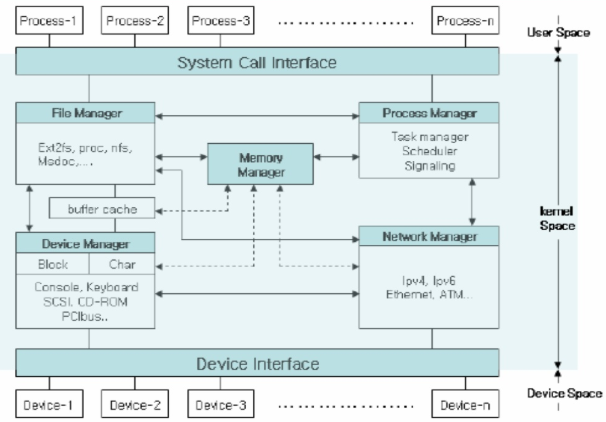 Process-1 Process-2 Process-3 Process-n
User Space
System Call Interface
File Manager
Ext2fs, proc, nfs,
Msdoc,....
Process Manager
Task manager
Scheduler
Signaling
Memory
Manager
buffer cache
kernel
Space
Device Manager
Block Char
Console, Keyboard
SCSI, CD-ROM
PCIbus..
Network Manager
Ipv4, Ipv6
Ethernet, ATM...
Device Interface
Device Space
Device-1 Device-2 Device-3 Device-n